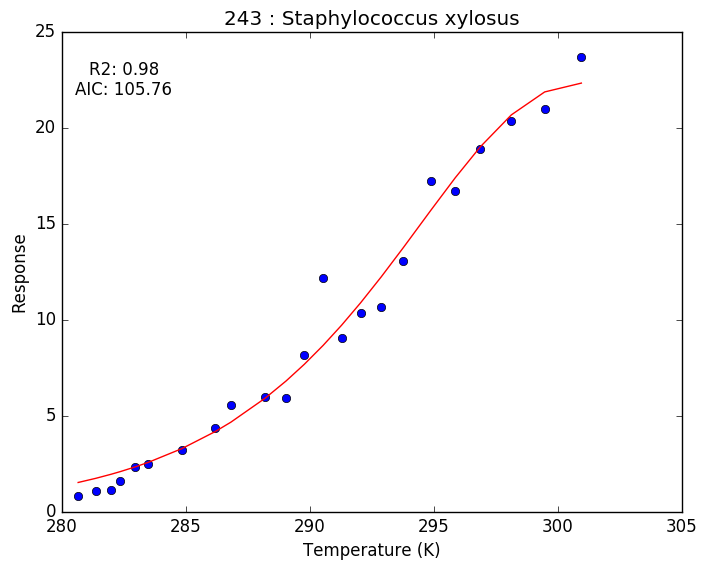 243 : Staphylococcus xylosus
R2: 0.98
AIC: 105.76
25
20
15
10
5
0
Response
280
285
290
295
300
305
Temperature (K)